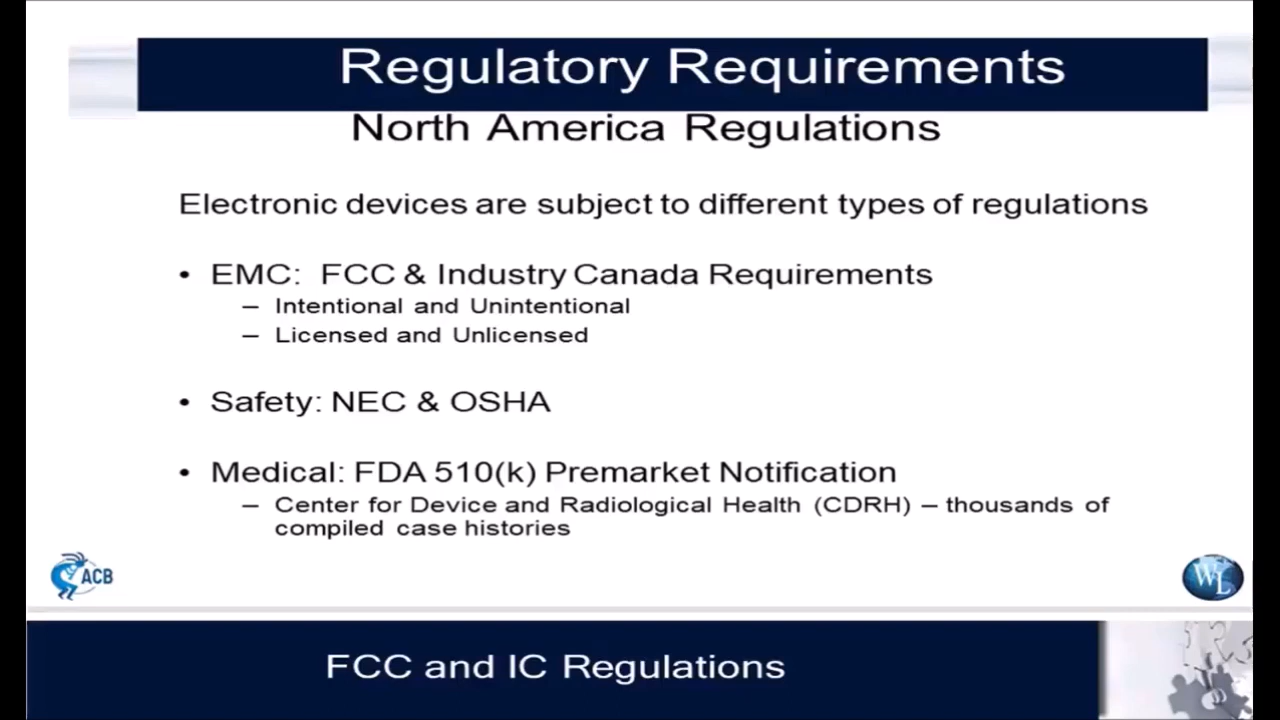 Regulatory Requirements
North America Regulations
Electronic devices are subject to different types of regulations
• EMC: FCC & Industry Canada Requirements
– Intentional and Unintentional
– Licensed and Unlicensed
• Safety: NEC & OSHA
• Medical: FDA 510(k) Premarket Notification
– Center for Device and Radiological Health (CDRH) – thousands of
compiled case histories
ACB
WL
FCC and IC Regulations